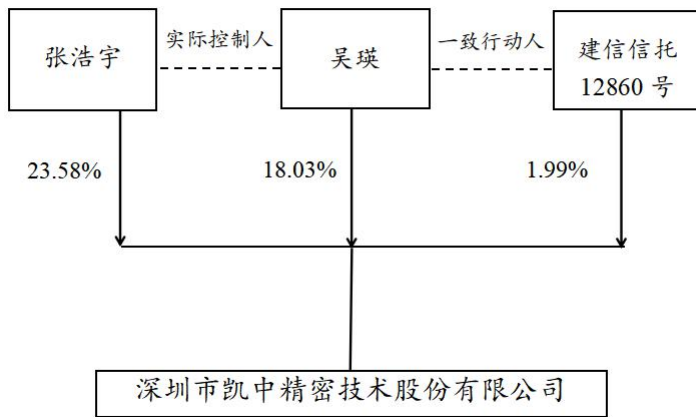 张浩宇
实际控制人
吴瑛
一致行动人
建信信托
12860 号
23.58%
18.03%
1.99%
深圳市凯中精密技术股份有限公司